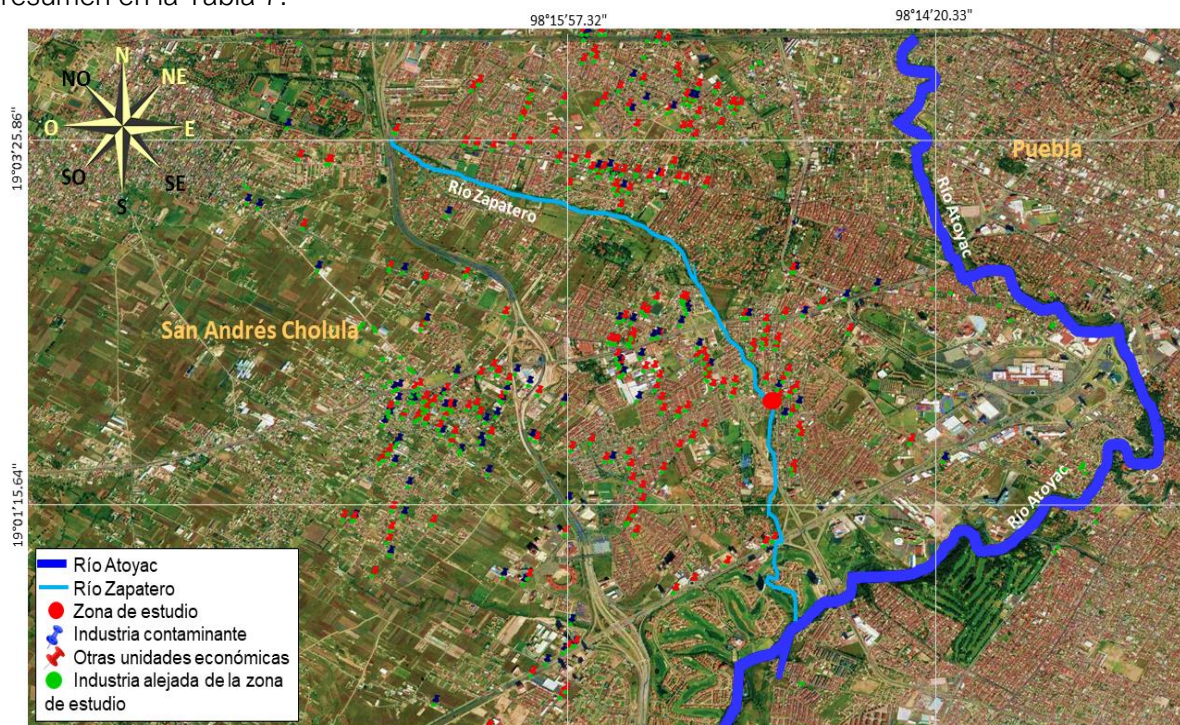 resumen en la Tabla 7.
98°15'57.32"
98°14'20.33"
N
NO
NE
O
E
SO
SE
S
19°03'25.86"
Puebla
Río Zapatero
Río Atoyac
San Andrés Cholula
19°01'15.64"
Río Atoyac
Río Atoyac
Río Zapatero
Zona de estudio
Industria contaminante
Otras unidades económicas
Industria alejada de la zona
de estudio